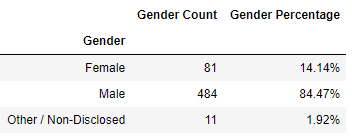 Gender Count Gender Percentage
Gender
Female 81 14.14%
Male 484 84.47%
Other / Non-Disclosed 11 1.92%